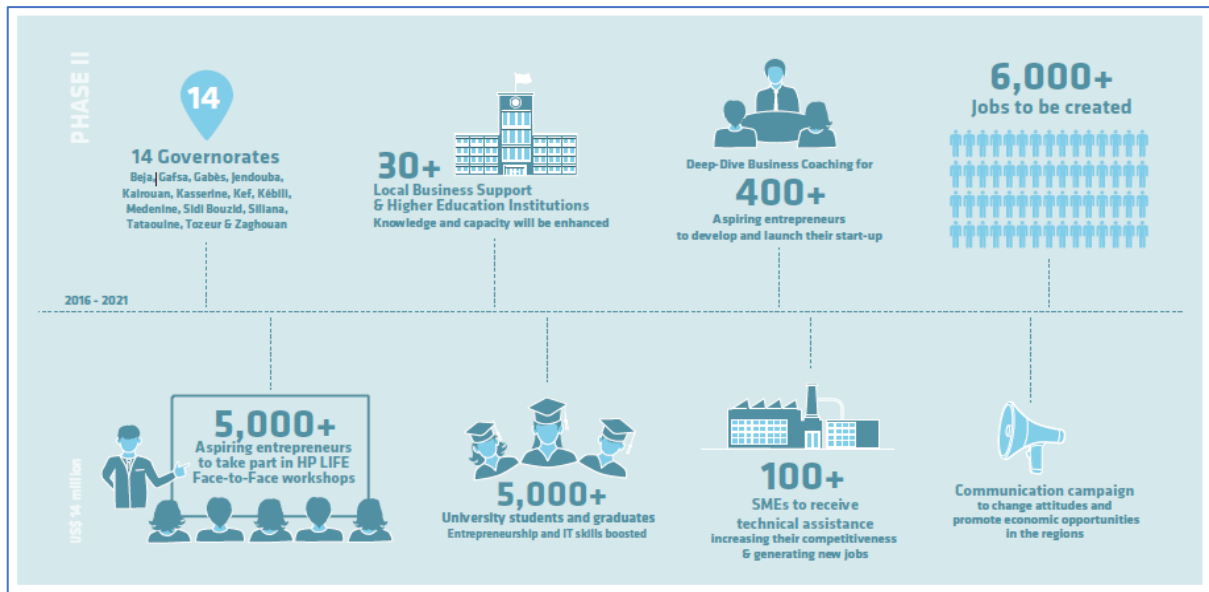 PHASE II
14
14 Governorates
Beja, Gafsa, Gabès, Jendouba,
Kairouan, Kasserine, Kef, Kébili,
Medenine, Sidi Bouzid, Siliana,
Tataouine, Tozeur & Zaghouan
30+
Local Business Support
& Higher Education Institutions
Knowledge and capacity will be enhanced
Deep-Dive Business Coaching for
400+
Aspiring entrepreneurs
to develop and launch their start-up
6,000+
Jobs to be created
2016 - 2021
US$ 14 million
5,000+
Aspiring entrepreneurs
to take part in HP LIFE
Face-to-Face workshops
5,000+
University students and graduates
Entrepreneurship and IT skills boosted
100+
SMEs to receive
technical assistance
increasing their competitiveness
& generating new jobs
Communication campaign
to change attitudes and
promote economic opportunities
in the regions